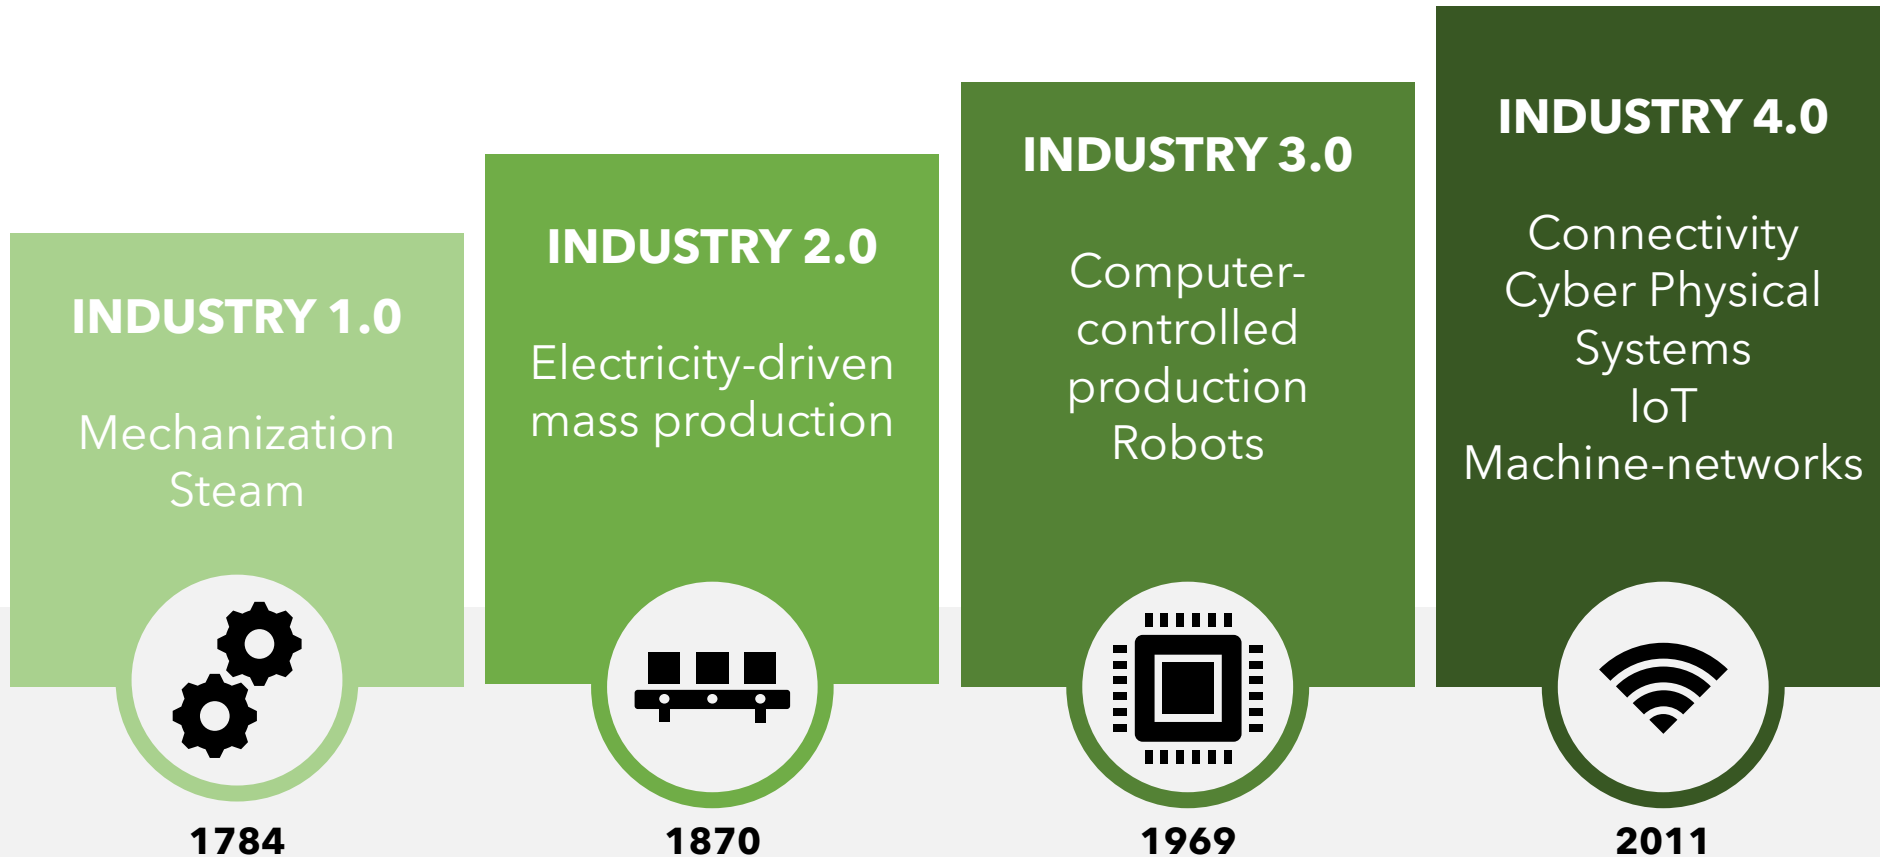 INDUSTRY 1.0
Mechanization
Steam
1784
INDUSTRY 2.0
Electricity-driven
mass production
1870
INDUSTRY 3.0
Computer-
controlled
production
Robots
1969
INDUSTRY 4.0
Connectivity
Cyber Physical
Systems
IoT
Machine-networks
2011